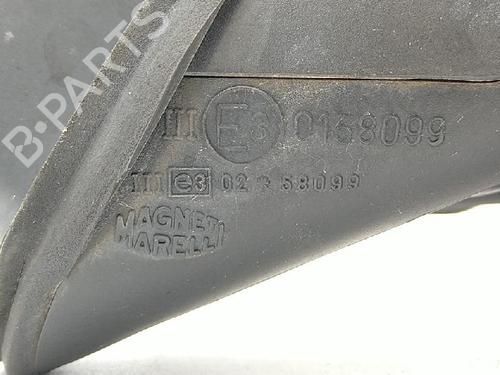 B-PARTS
III E3 0158099
III e3 02 * 58099
MAGNETI
MARELLI